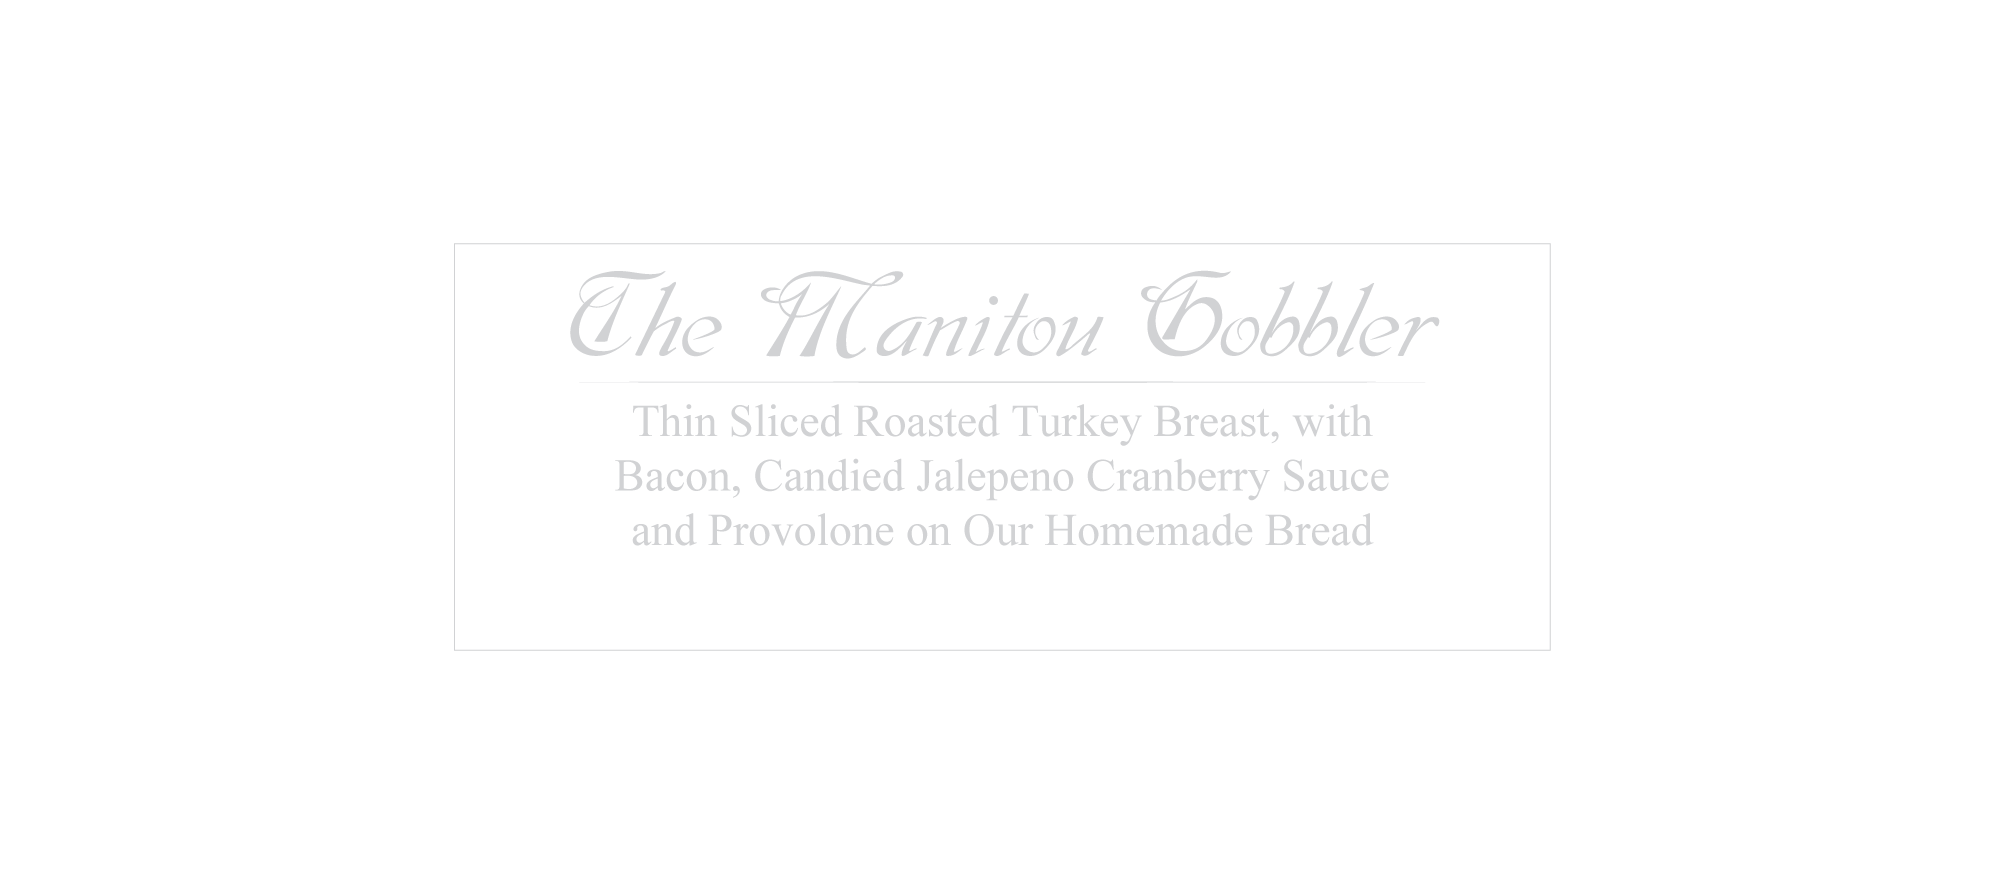 The Manitou Gobbler
Thin Sliced Roasted Turkey Breast, with
Bacon, Candied Jalepeno Cranberry Sauce
and Provolone on Our Homemade Bread